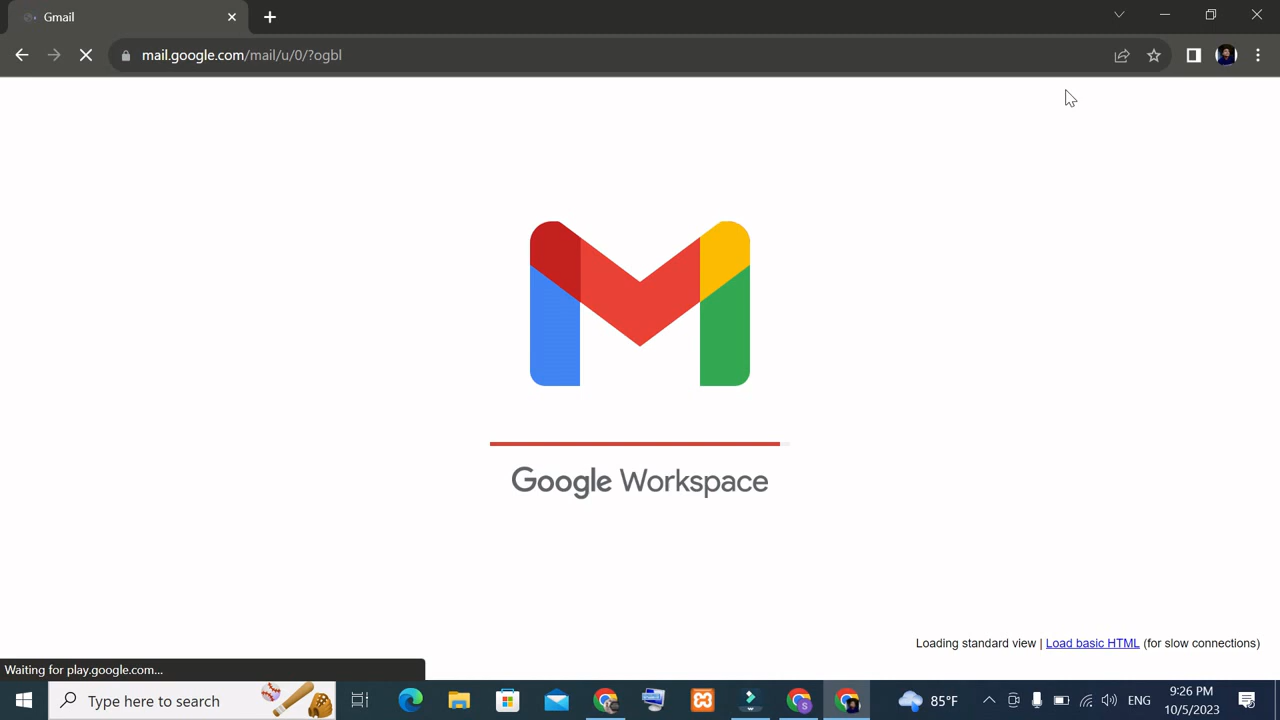 Gmail
mail.google.com/mail/u/0/?ogbl
Google Workspace
Loading standard view | Load basic HTML (for slow connections)
Waiting for play.google.com...
Type here to search
85°F
ENG
9:26 PM
10/5/2023